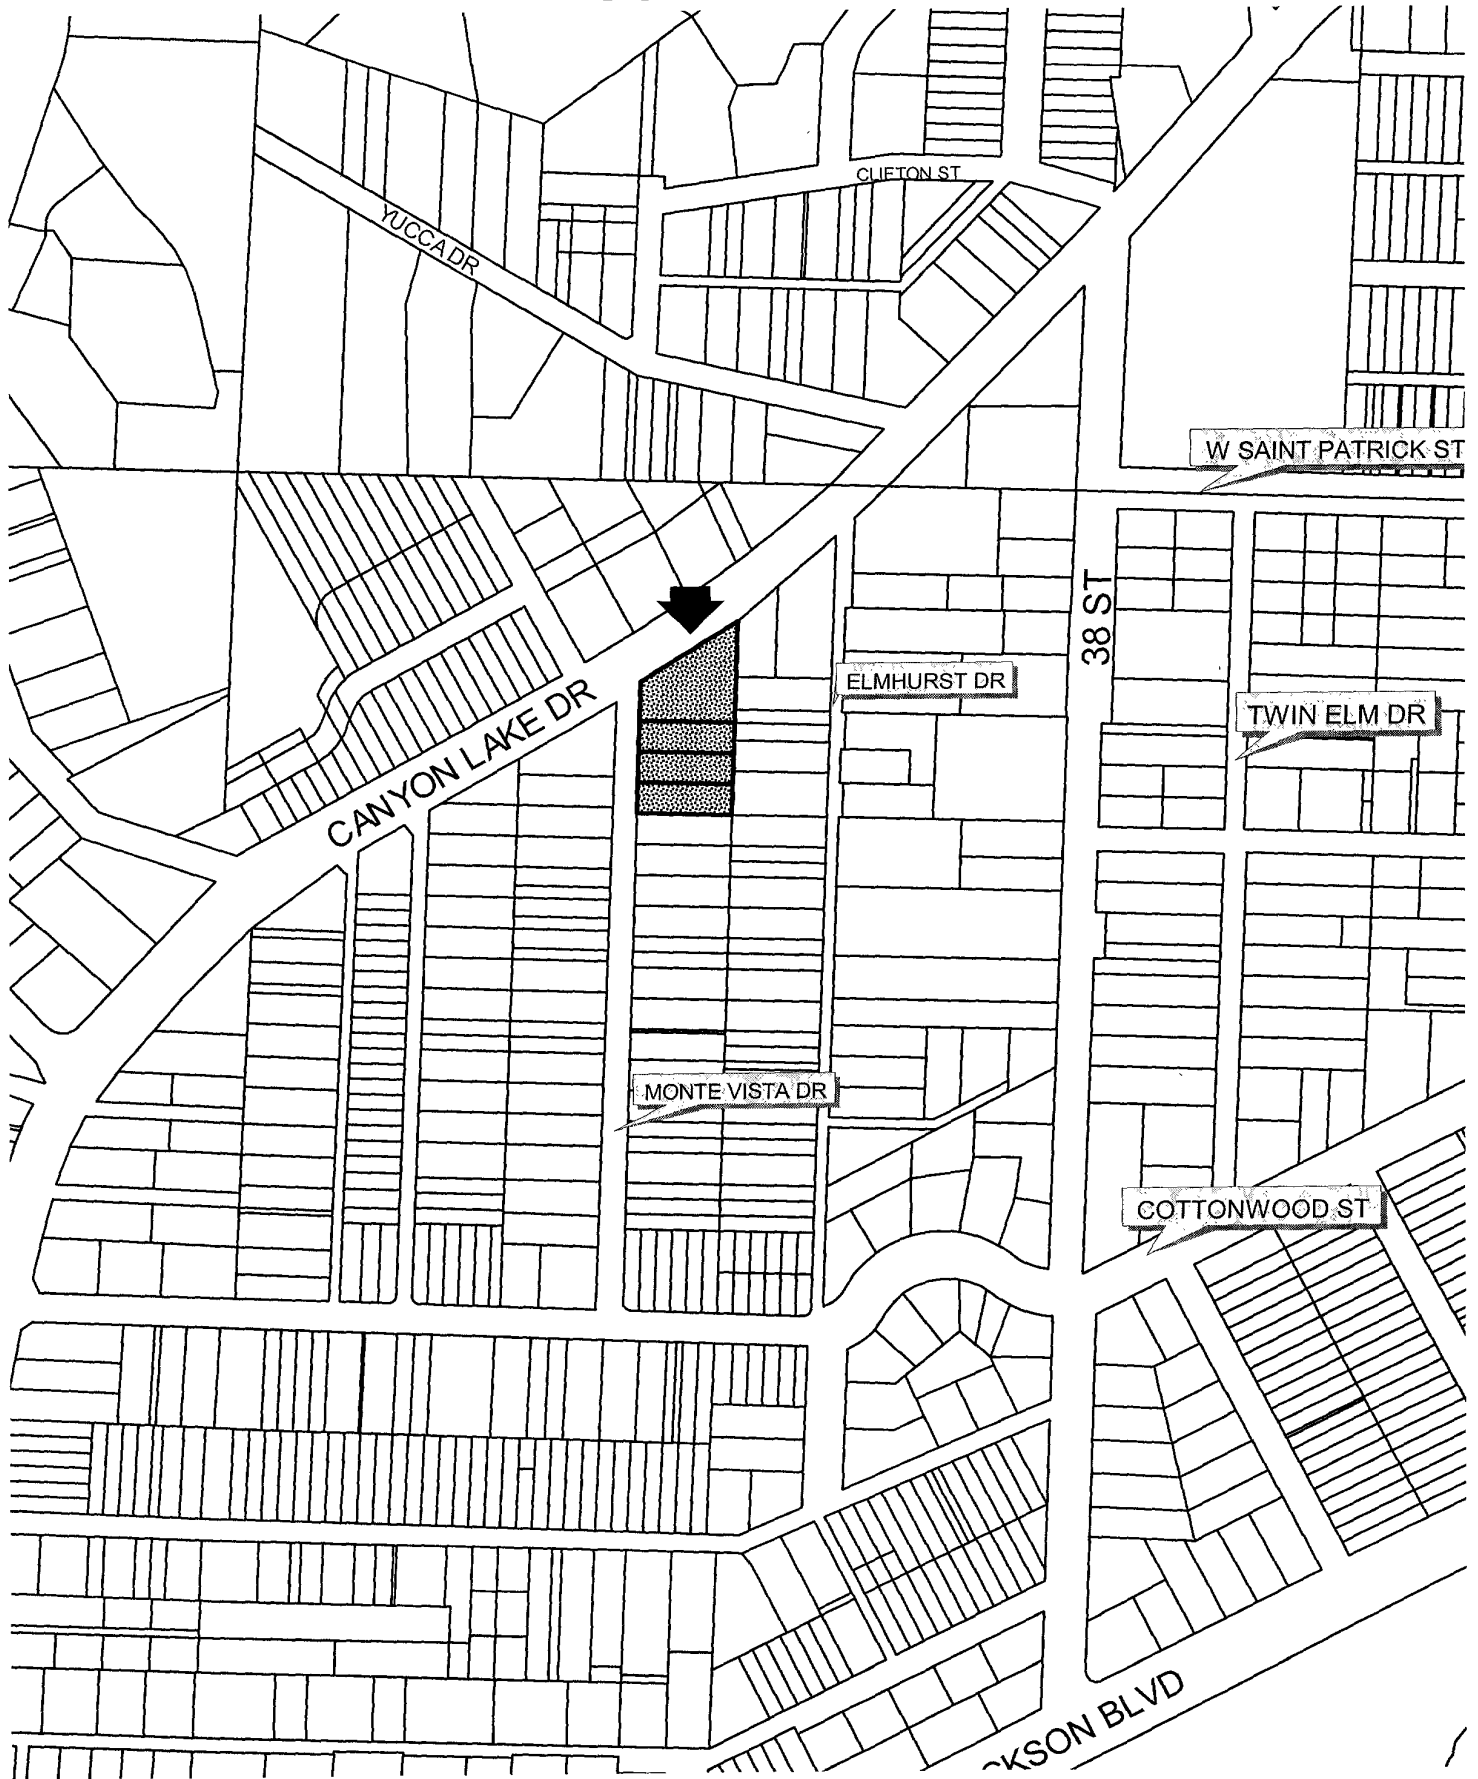 CLIFTON ST
YUCCA DR
W SAINT PATRICK ST
38 ST
ELMHURST DR
TWIN ELM DR
CANYON LAKE DR
MONTE VISTA DR
COTTONWOOD ST
CKSON BLVD